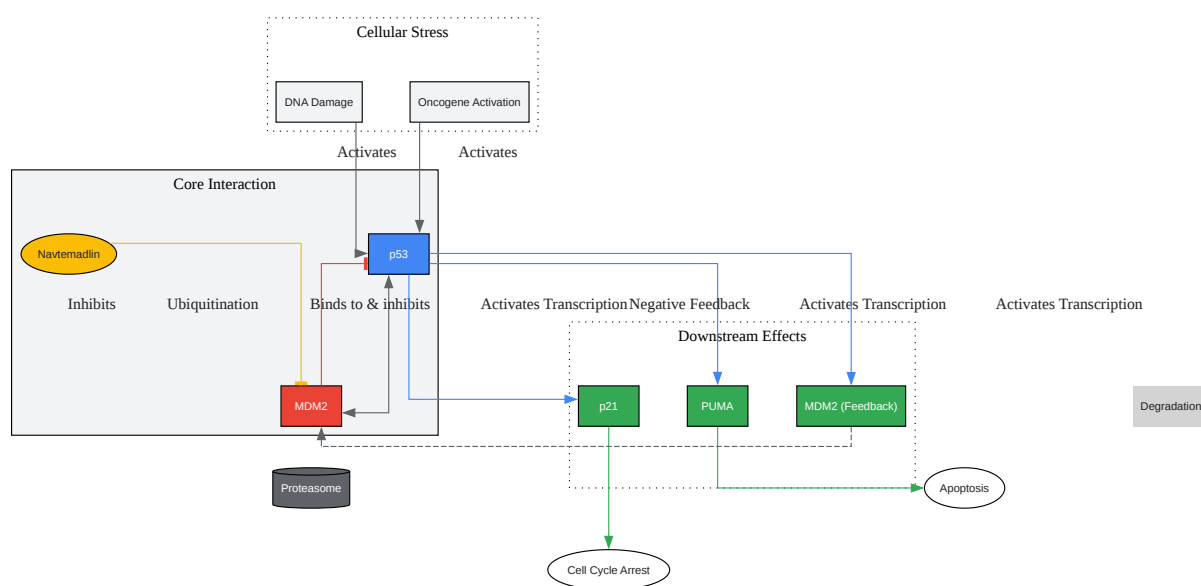 Cellular Stress
DNA Damage
Oncogene Activation
Activates
Activates
Core Interaction
Navtemadlin
p53
Inhibits
Ubiquitination
Binds to & inhibits
Activates Transcription
Negative Feedback
Activates Transcription
Activates Transcription
Downstream Effects
MDM2
p21
PUMA
MDM2 (Feedback)
Degradation
Proteasome
Apoptosis
Cell Cycle Arrest